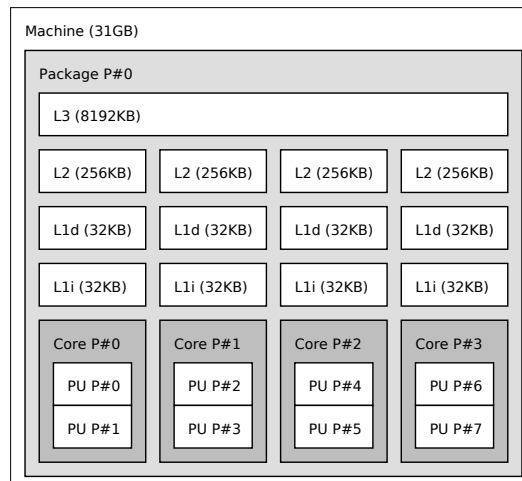 Machine (31GB)
Package P#0
L3 (8192KB)
L2 (256KB) L2 (256KB) L2 (256KB) L2 (256KB)
L1d (32KB) L1d (32KB) L1d (32KB) L1d (32KB)
L1i (32KB) L1i (32KB) L1i (32KB) L1i (32KB)
Core P#0 Core P#1 Core P#2 Core P#3
PU P#0 PU P#2 PU P#4 PU P#6
PU P#1 PU P#3 PU P#5 PU P#7